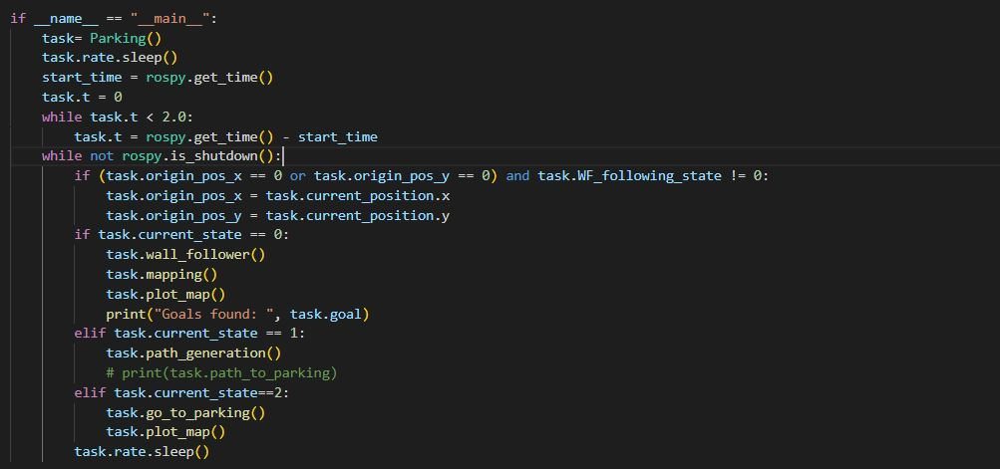 if __name__ == "__main__":
    task= Parking()
    task.rate.sleep()
    start_time = rospy.get_time()
    task.t = 0
    while task.t < 2.0:
        task.t = rospy.get_time() - start_time
    while not rospy.is_shutdown():
        if (task.origin_pos_x == 0 or task.origin_pos_y == 0) and task.WF_following_state != 0:
            task.origin_pos_x = task.current_position.x
            task.origin_pos_y = task.current_position.y
        if task.current_state == 0:
            task.wall_follower()
            task.mapping()
            task.plot_map()
            print("Goals found: ", task.goal)
        elif task.current_state == 1:
            task.path_generation()
            # print(task.path_to_parking)
        elif task.current_state==2:
            task.go_to_parking()
            task.plot_map()
        task.rate.sleep()